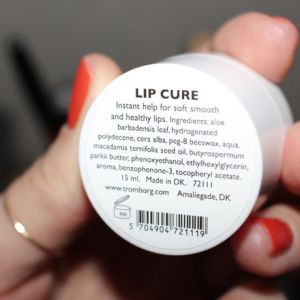 LIP CURE
Instant help for soft smooth
and healthy lips. Ingredients: aloe
barbadensis leaf, hydrogenated
polydecene, cera alba, peg-8 beeswax, aqua,
macadamia ternifolia seed oil, butyrospermum
parkii butter, phenoxyethanol, ethylhexylglycerin,
aroma, benzophenone-3, tocopheryl acetate.
15 ml. Made in DK. 72111
www.tromborg.com Amaliegade, DK
6M
5 704904 721119